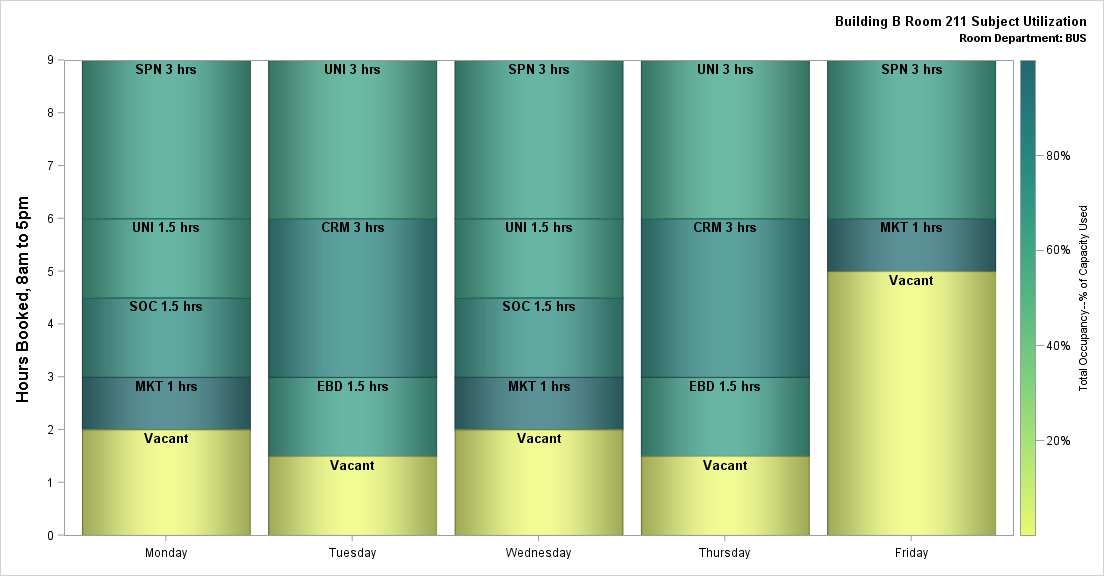 Building B Room 211 Subject Utilization
Room Department: BUS
Hours Booked, 8am to 5pm
9
8
7
6
5
4
3
2
1
0
SPN 3 hrs
UNI 1.5 hrs
SOC 1.5 hrs
MKT 1 hrs
Vacant
Monday
UNI 3 hrs
CRM 3 hrs
EBD 1.5 hrs
Vacant
Tuesday
SPN 3 hrs
UNI 1.5 hrs
SOC 1.5 hrs
MKT 1 hrs
Vacant
Wednesday
UNI 3 hrs
CRM 3 hrs
EBD 1.5 hrs
Vacant
Thursday
SPN 3 hrs
MKT 1 hrs
Vacant
Friday
80%
60%
40%
20%
Total Occupancy--% of Capacity Used